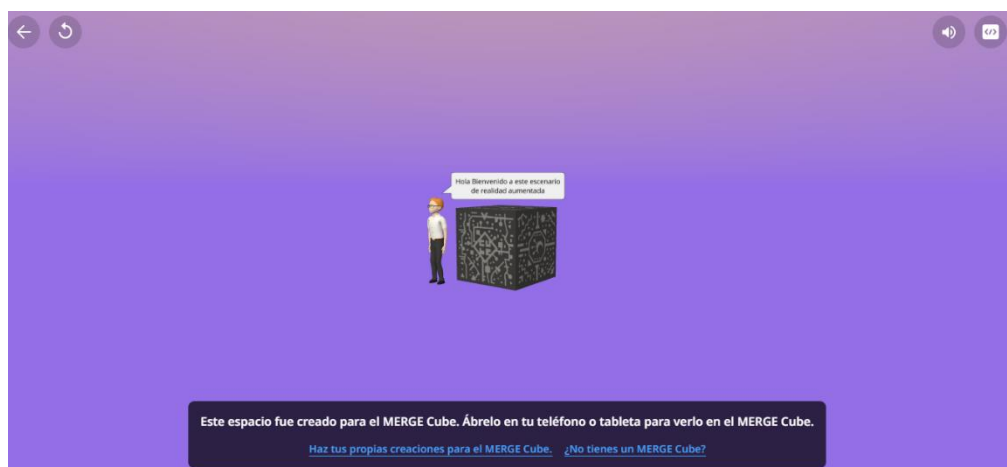 Hola Bienvenido a este escenario
de realidad aumentada
Este espacio fue creado para el MERGE Cube. Ábrelo en tu teléfono o tableta para verlo en el MERGE Cube.
Haz tus propias creaciones para el MERGE Cube. ¿No tienes un MERGE Cube?